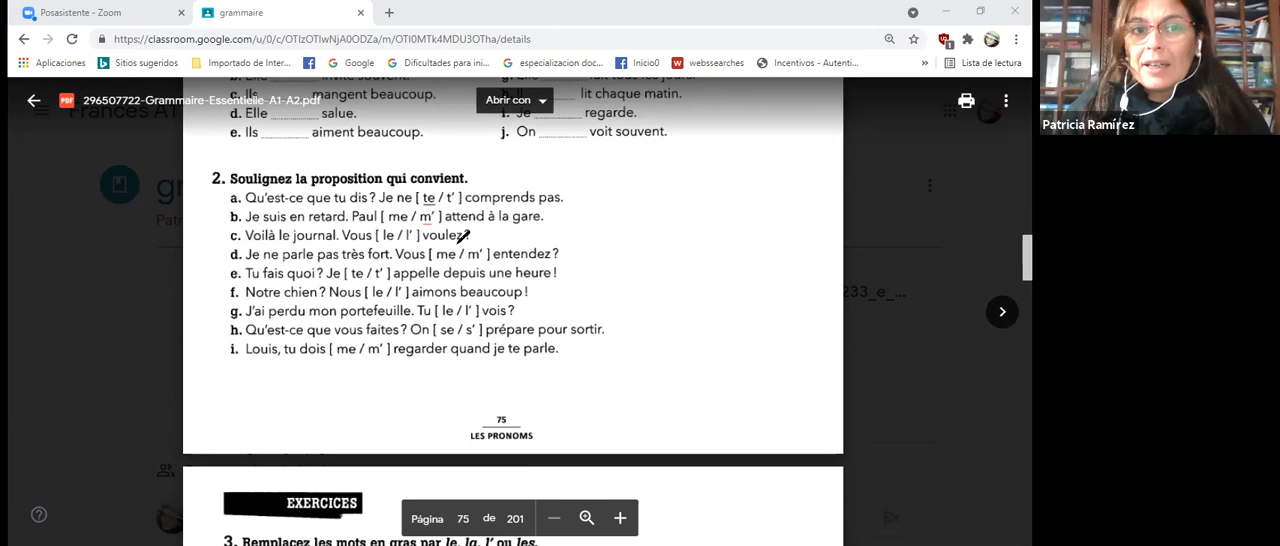 Posasistente - Zoom
grammaire
https://classroom.google.com/u/0/c/OTIzOTIwNjA0ODZa/m/OTI0MTk4MDU3OTha/details
Aplicaciones
Sitios sugeridos
Importado de Inter...
Google
Dificultades para ini...
especializacion doc...
Inicio0
websearches
Incentivos - Autenti...
Lista de lectura
296507722-Grammaire-Essentielle-A1-A2.pdf
Abrir con
c. Ils mangent beaucoup.
d. Elle salue.
e. Ils aiment beaucoup.
h. Il lit chaque matin.
i. Je regarde.
j. On voit souvent.
2. Soulignez la proposition qui convient.
a. Qu'est-ce que tu dis ? Je ne [ te / t' ] comprends pas.
b. Je suis en retard. Paul [ me / m' ] attend à la gare.
c. Voilà le journal. Vous [ le / l' ] voulez ?
d. Je ne parle pas très fort. Vous [ me / m' ] entendez ?
e. Tu fais quoi ? Je [ te / t' ] appelle depuis une heure !
f. Notre chien ? Nous [ le / l' ] aimons beaucoup !
g. J'ai perdu mon portefeuille. Tu [ le / l' ] vois ?
h. Qu'est-ce que vous faites ? On [ se / s' ] prépare pour sortir.
i. Louis, tu dois [ me / m' ] regarder quand je te parle.
75
LES PRONOMS
EXERCICES
3. Remplacez les mots en gras par le, la, l' ou les.
Página 75 de 201
233_e_...
Patricia Ramírez